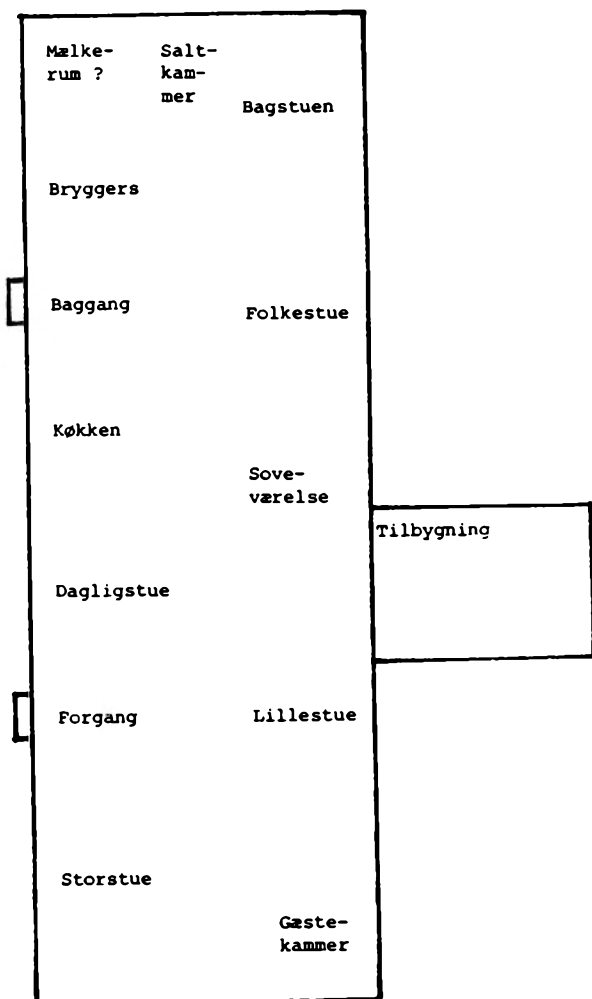 Mælke-
rum ?
Salt-
kam-
mer
Bagstuen
Bryggers
Baggang
Folkestue
Køkken
Sove-
værelse
Tilbygning
Dagligstue
Forgang
Lillestue
Storstue
Gæste-
kammer